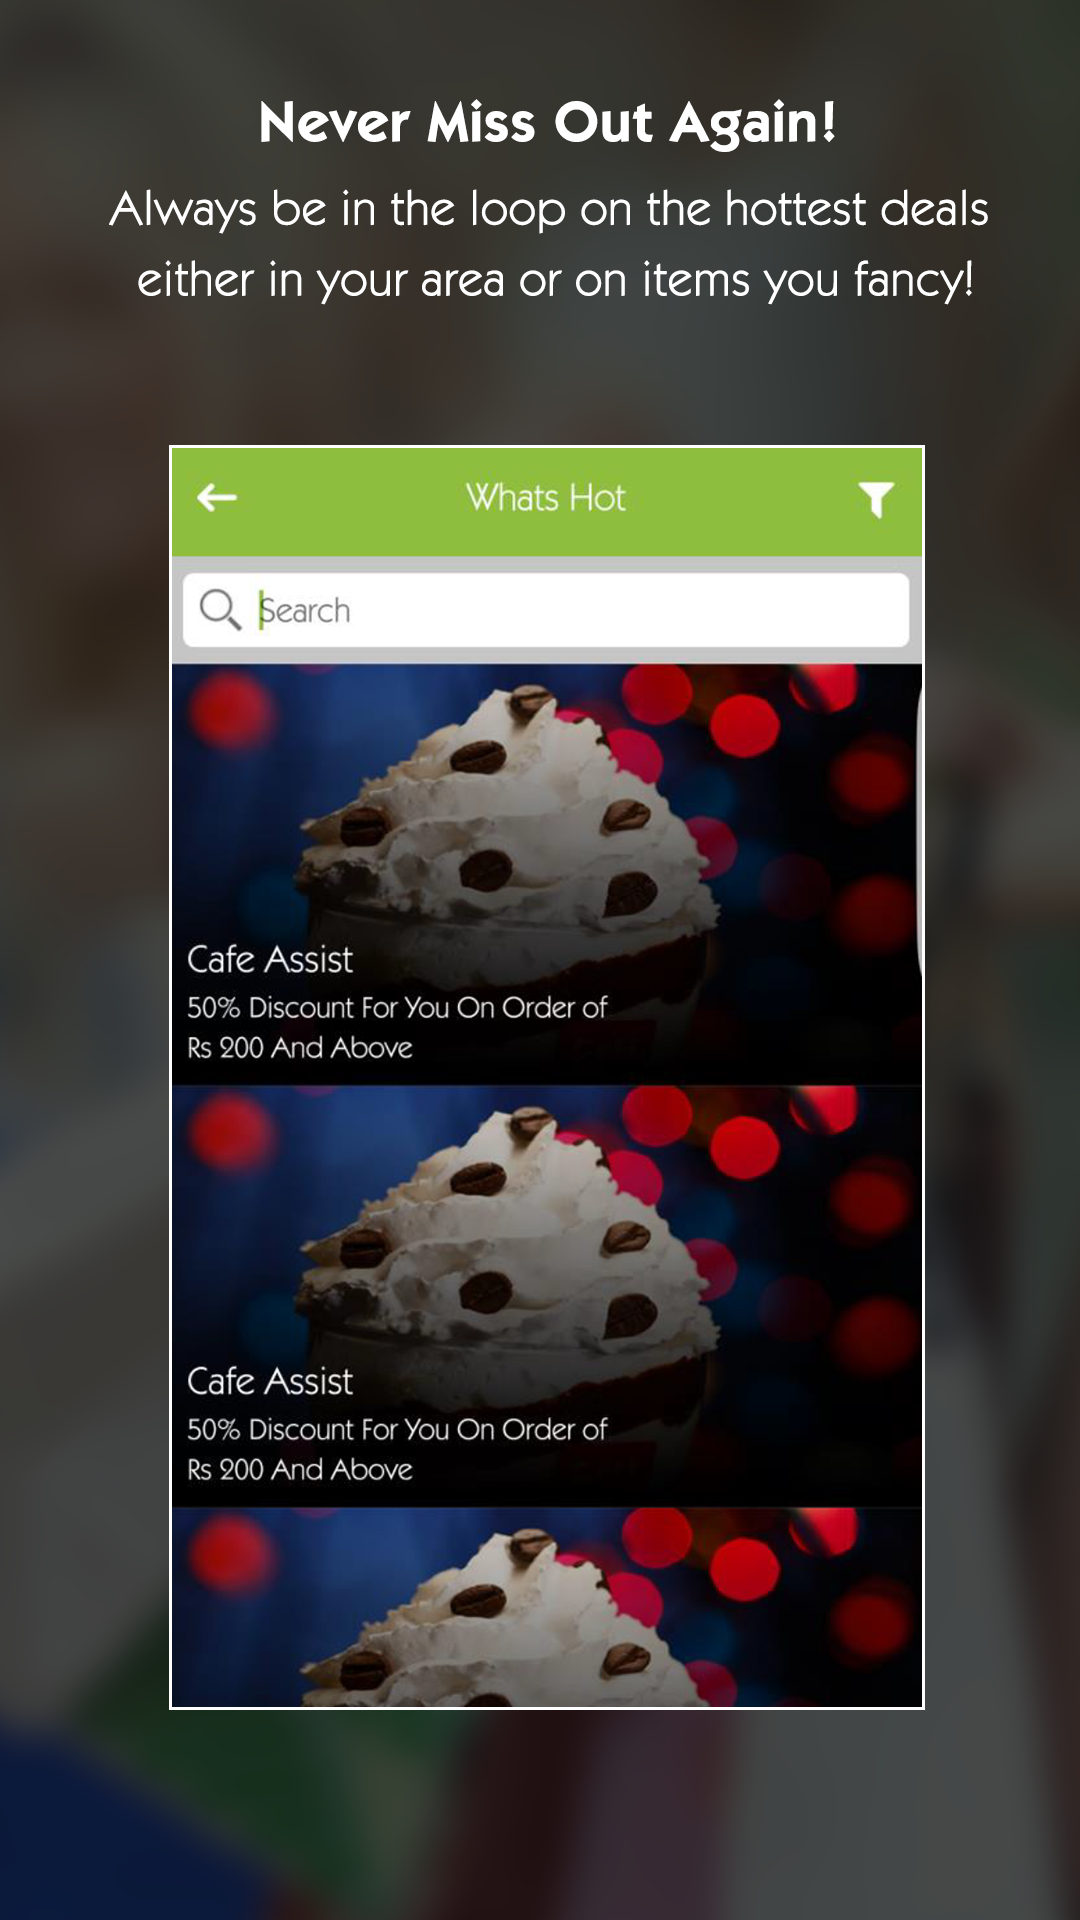 Never Miss Out Again!
Always be in the loop on the hottest deals
either in your area or on items you fancy!
Whats Hot
Search
Cafe Assist
50% Discount For You On Order of
Rs 200 And Above
Cafe Assist
50% Discount For You On Order of
Rs 200 And Above